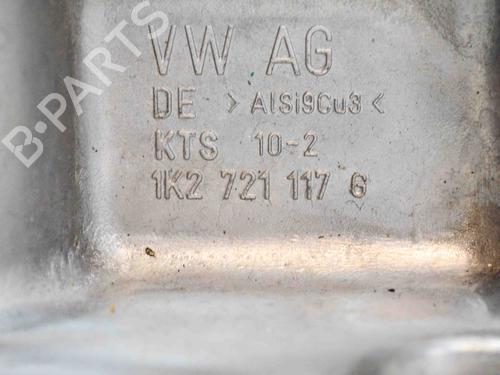 B-PARTS
VW AG
DE >AlSi9Cu3<
KTS 10-2
1K2 721 117 G